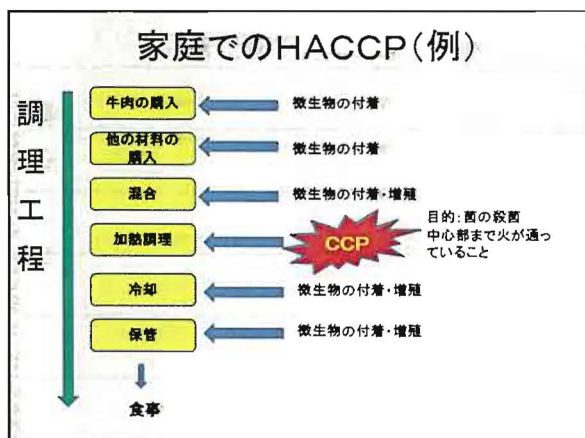 家庭でのHACCP(例)
調理工程
牛肉の購入
微生物の付着
他の材料の
購入
微生物の付着
混合
微生物の付着・増殖
加熱調理
CCP
目的:菌の殺菌
中心部まで火が通っ
ていること
冷却
微生物の付着・増殖
保管
微生物の付着・増殖
食事